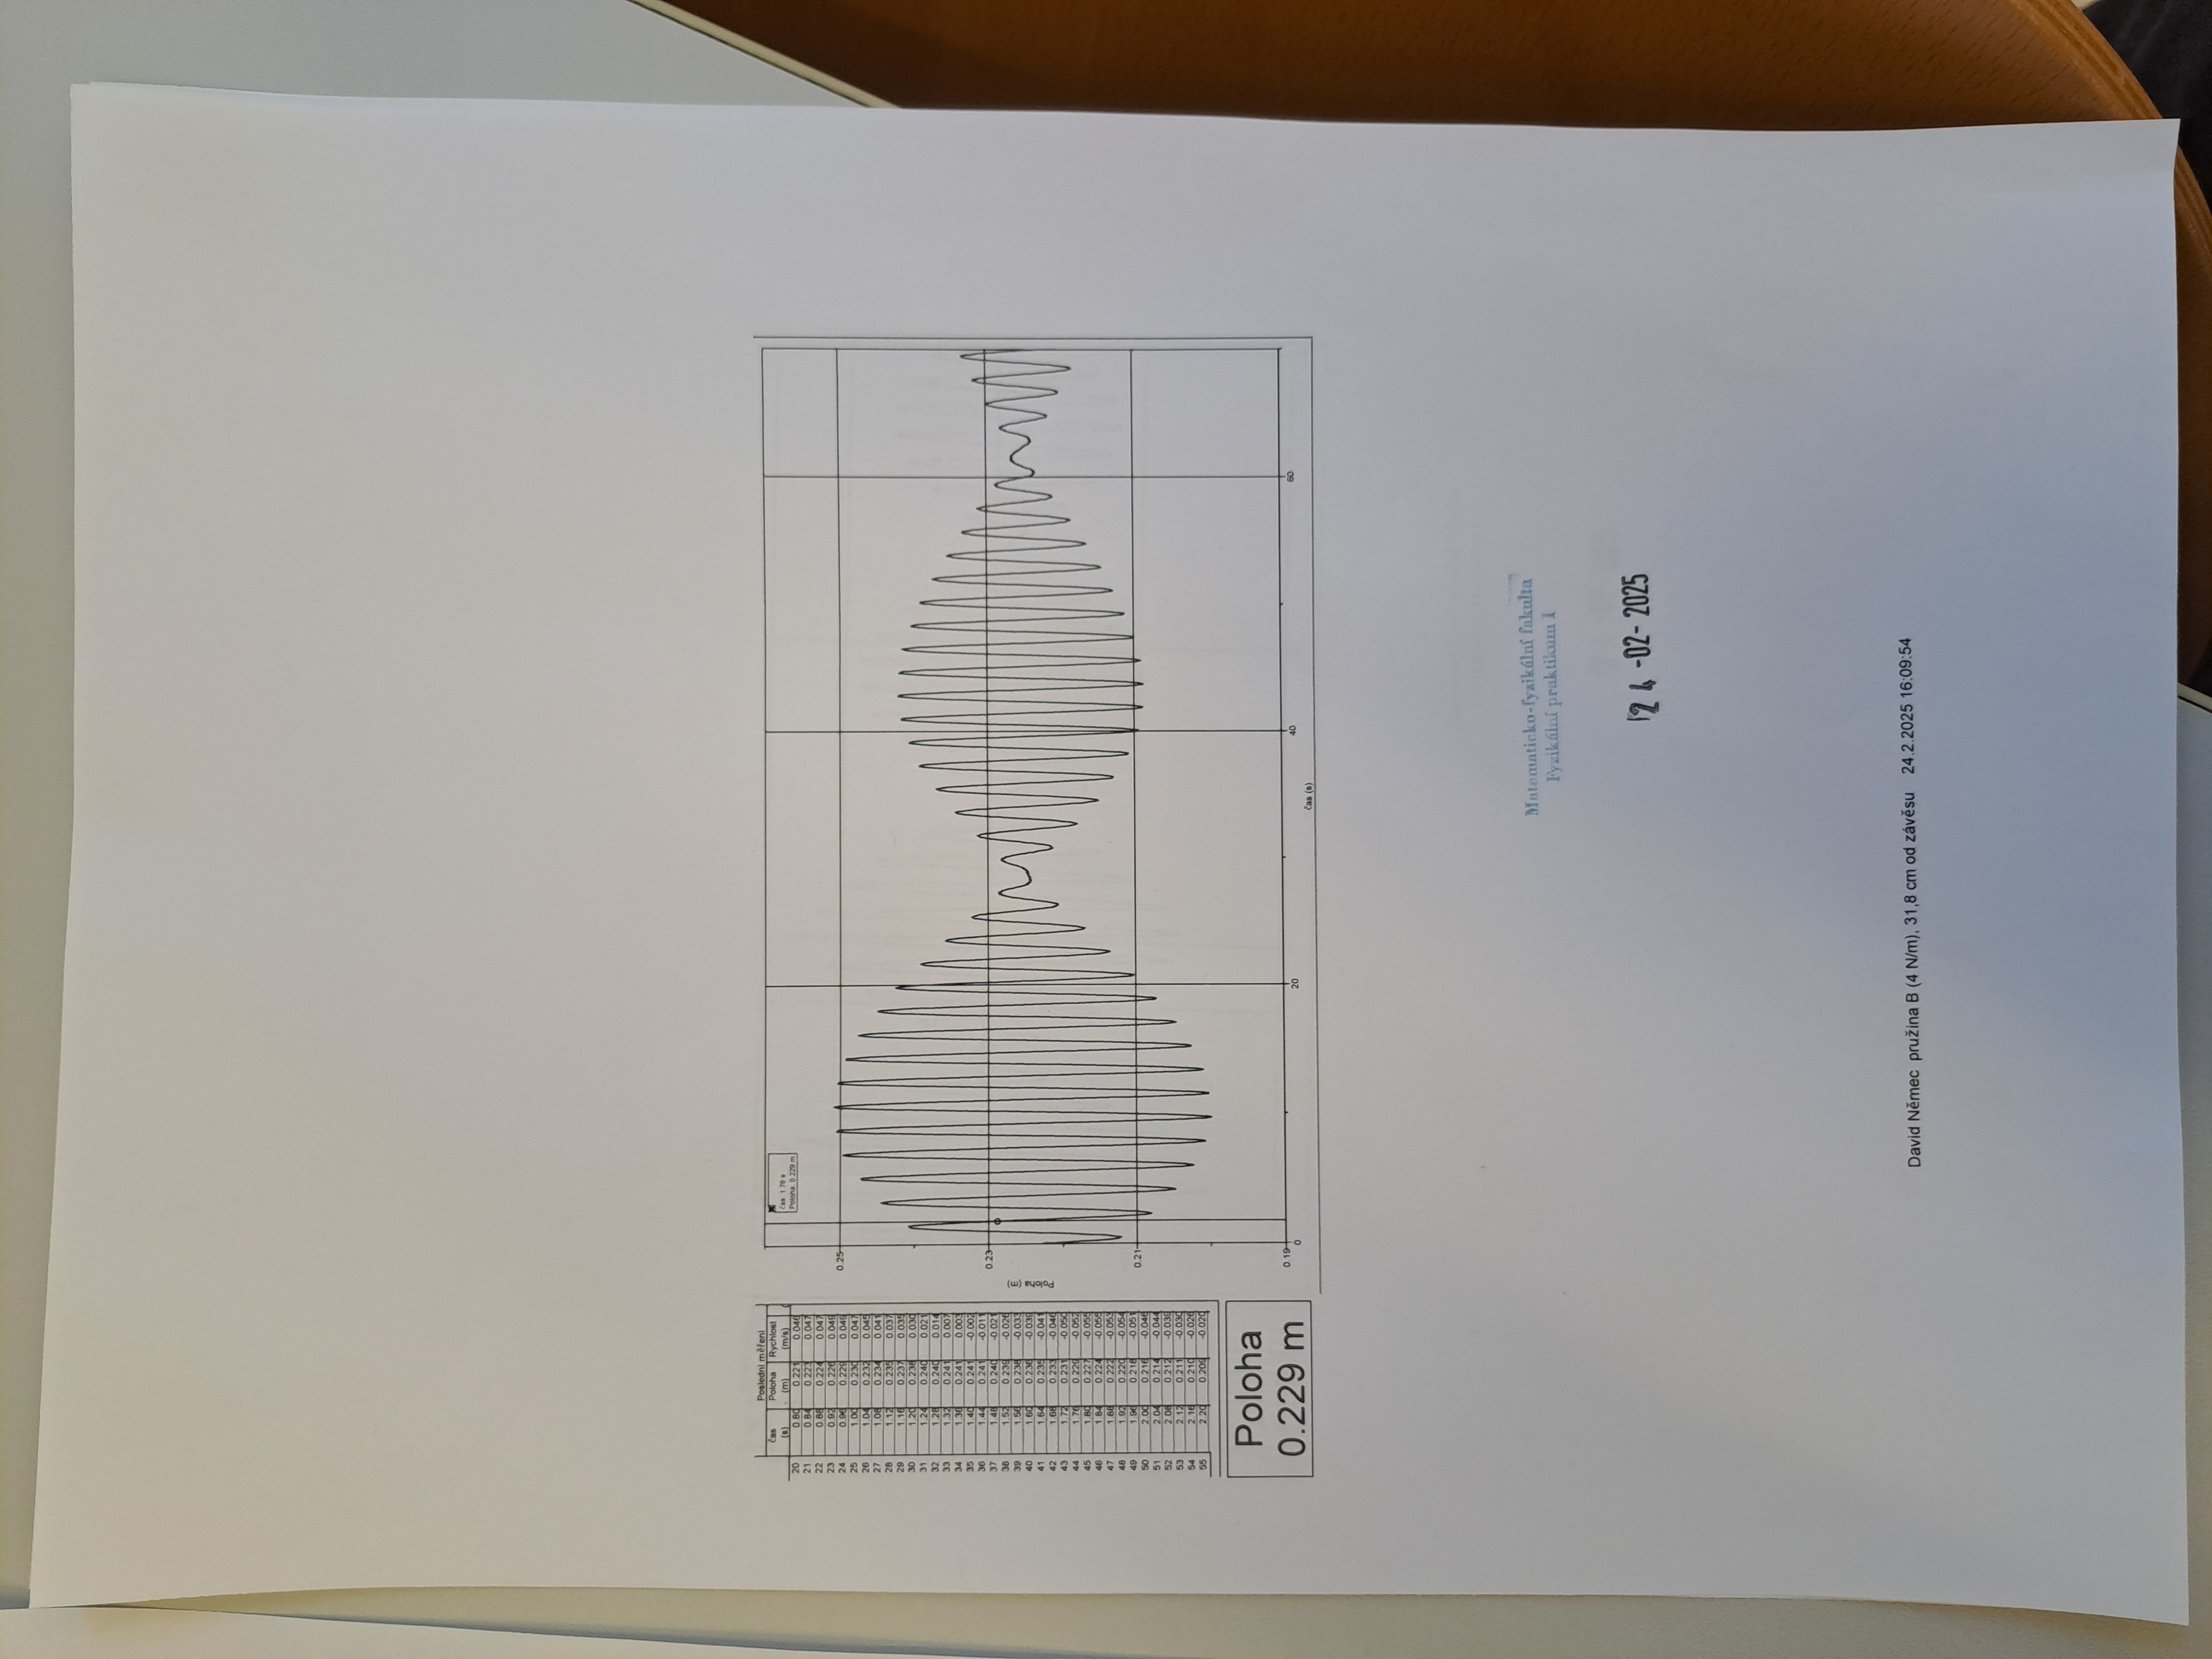 Poslední měření
čas Poloha Rychlost
(s) (m) (m/s)
20 0.80 0.221 0.046
21 0.84 0.223 0.047
22 0.88 0.224 0.047
23 0.92 0.226 0.049
24 0.96 0.229 0.049
25 1.00 0.230 0.047
26 1.04 0.232 0.045
27 1.08 0.234 0.041
28 1.12 0.235 0.037
29 1.16 0.237 0.035
30 1.20 0.238 0.030
31 1.24 0.240 0.021
32 1.28 0.240 0.014
33 1.32 0.241 0.007
34 1.36 0.241 0.003
35 1.40 0.241 -0.002
36 1.44 0.241 -0.011
37 1.48 0.240 -0.021
38 1.52 0.239 -0.026
39 1.56 0.238 -0.033
40 1.60 0.236 -0.039
41 1.64 0.235 -0.041
42 1.68 0.233 -0.046
43 1.72 0.231 -0.050
44 1.76 0.229 -0.052
45 1.80 0.227 -0.055
46 1.84 0.224 -0.055
47 1.88 0.222 -0.053
48 1.92 0.220 -0.054
49 1.96 0.218 -0.051
50 2.00 0.216 -0.046
51 2.04 0.214 -0.044
52 2.08 0.212 -0.039
53 2.12 0.211 -0.030
54 2.16 0.210 -0.026
55 2.20 0.209 -0.020
Poloha
0.229 m
čas: 1.76 s
Poloha: 0.229 m
0.25
0.23
Poloha (m)
0.21
0.19
0 20 40 60
čas (s)
Matematicko-fyzikální fakulta
Fyzikální praktikum I
24 -02- 2025
David Němec pružina B (4 N/m), 31,8 cm od závěsu 24.2.2025 16:09:54